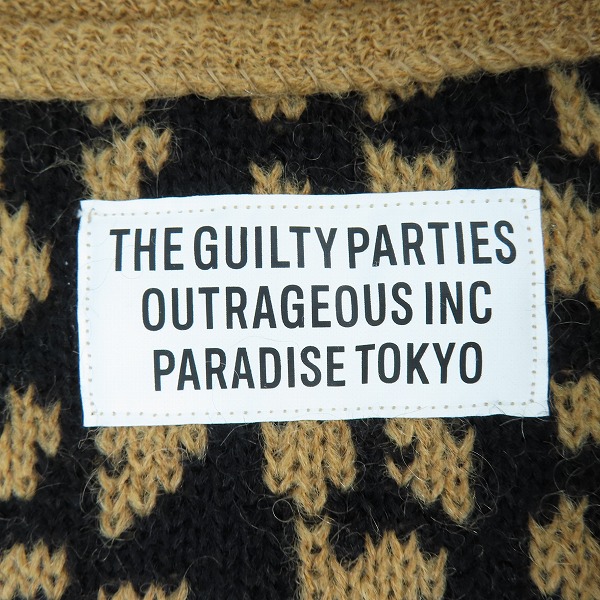 THE GUILTY PARTIES
OUTRAGEOUS INC
PARADISE TOKYO